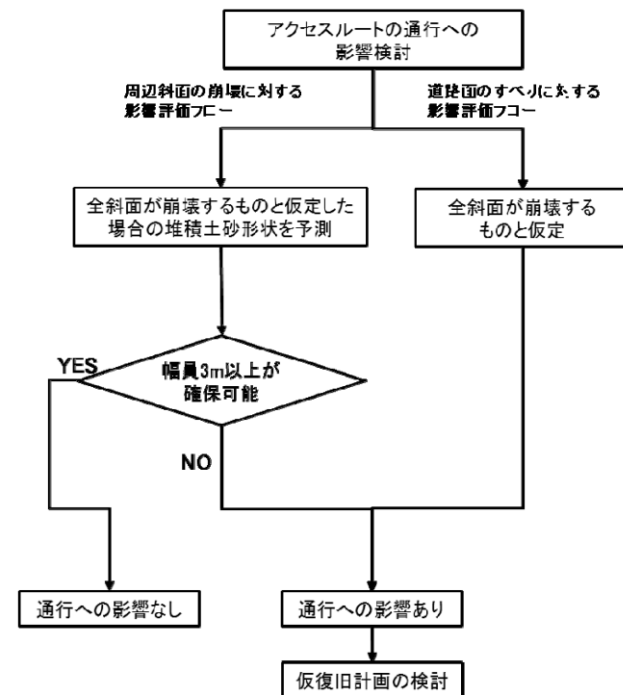 アクセスルートの通行への
影響検討
周辺斜面の崩壊に対する
影響評価フロー
道路面のすべりに対する
影響評価フロー
全斜面が崩壊するものと仮定した
場合の堆積土砂形状を予測
全斜面が崩壊する
ものと仮定
YES
幅員3m以上が
確保可能
NO
通行への影響なし
通行への影響あり
仮復旧計画の検討